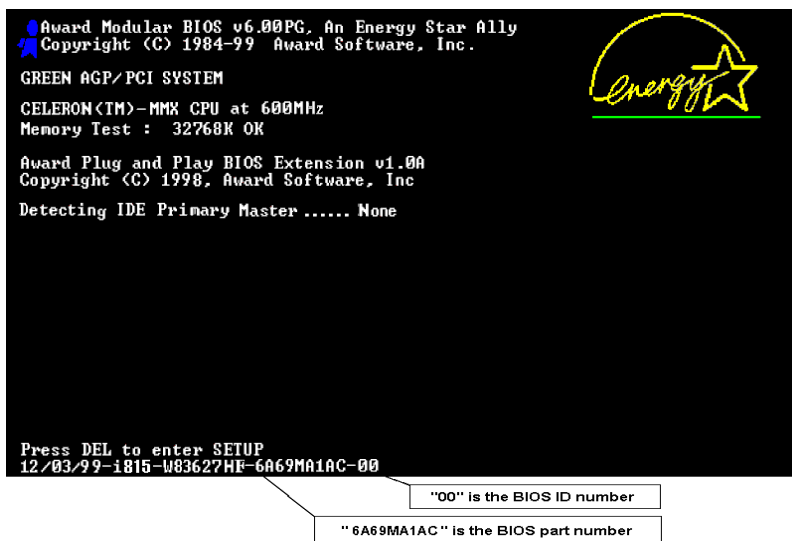 Award Modular BIOS v6.00PG, An Energy Star Ally
Copyright (C) 1984-99 Award Software, Inc.
energy
GREEN AGP/PCI SYSTEM
CELERON(TM)-MMX CPU at 600MHz
Memory Test : 32768K OK
Award Plug and Play BIOS Extension v1.0A
Copyright (C) 1998, Award Software, Inc
Detecting IDE Primary Master ...... None
Press DEL to enter SETUP
12/03/99-i815-W83627HF-6A69MA1AC-00
"00" is the BIOS ID number
"6A69MA1AC" is the BIOS part number